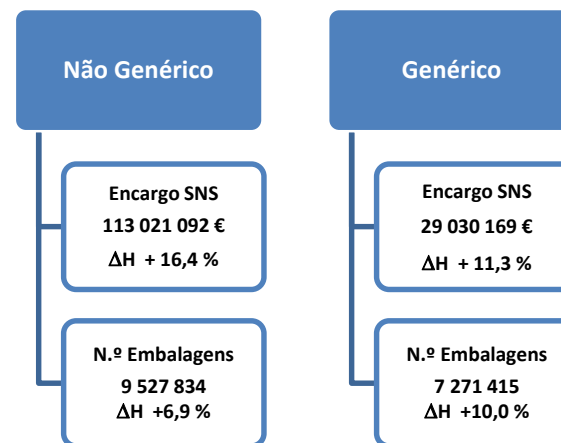 Não Genérico
Encargo SNS
113 021 092 €
ΔH + 16,4 %
N.º Embalagens
9 527 834
ΔH +6,9 %
Genérico
Encargo SNS
29 030 169 €
ΔH + 11,3 %
N.º Embalagens
7 271 415
ΔH +10,0 %